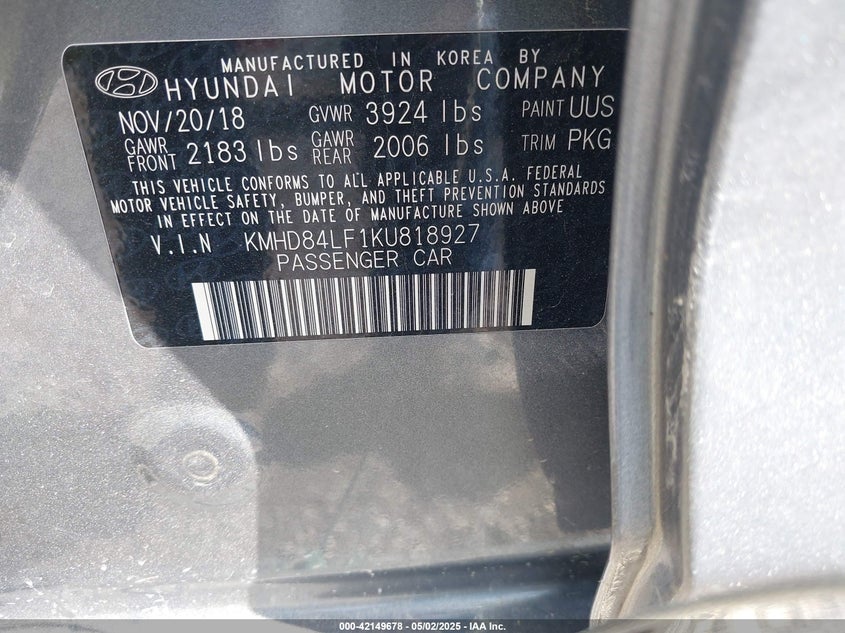 MANUFACTURED IN KOREA BY
HYUNDAI MOTOR COMPANY
NOV/20/18 GVWR 3924 lbs PAINT UUS
GAWR FRONT 2183 lbs GAWR REAR 2006 lbs TRIM PKG
THIS VEHICLE CONFORMS TO ALL APPLICABLE U.S.A. FEDERAL
MOTOR VEHICLE SAFETY, BUMPER, AND THEFT PREVENTION STANDARDS
IN EFFECT ON THE DATE OF MANUFACTURE SHOWN ABOVE
V.I.N KMHD84LF1KU818927
PASSENGER CAR
000-42149678 - 05/02/2025 - IAA Inc.